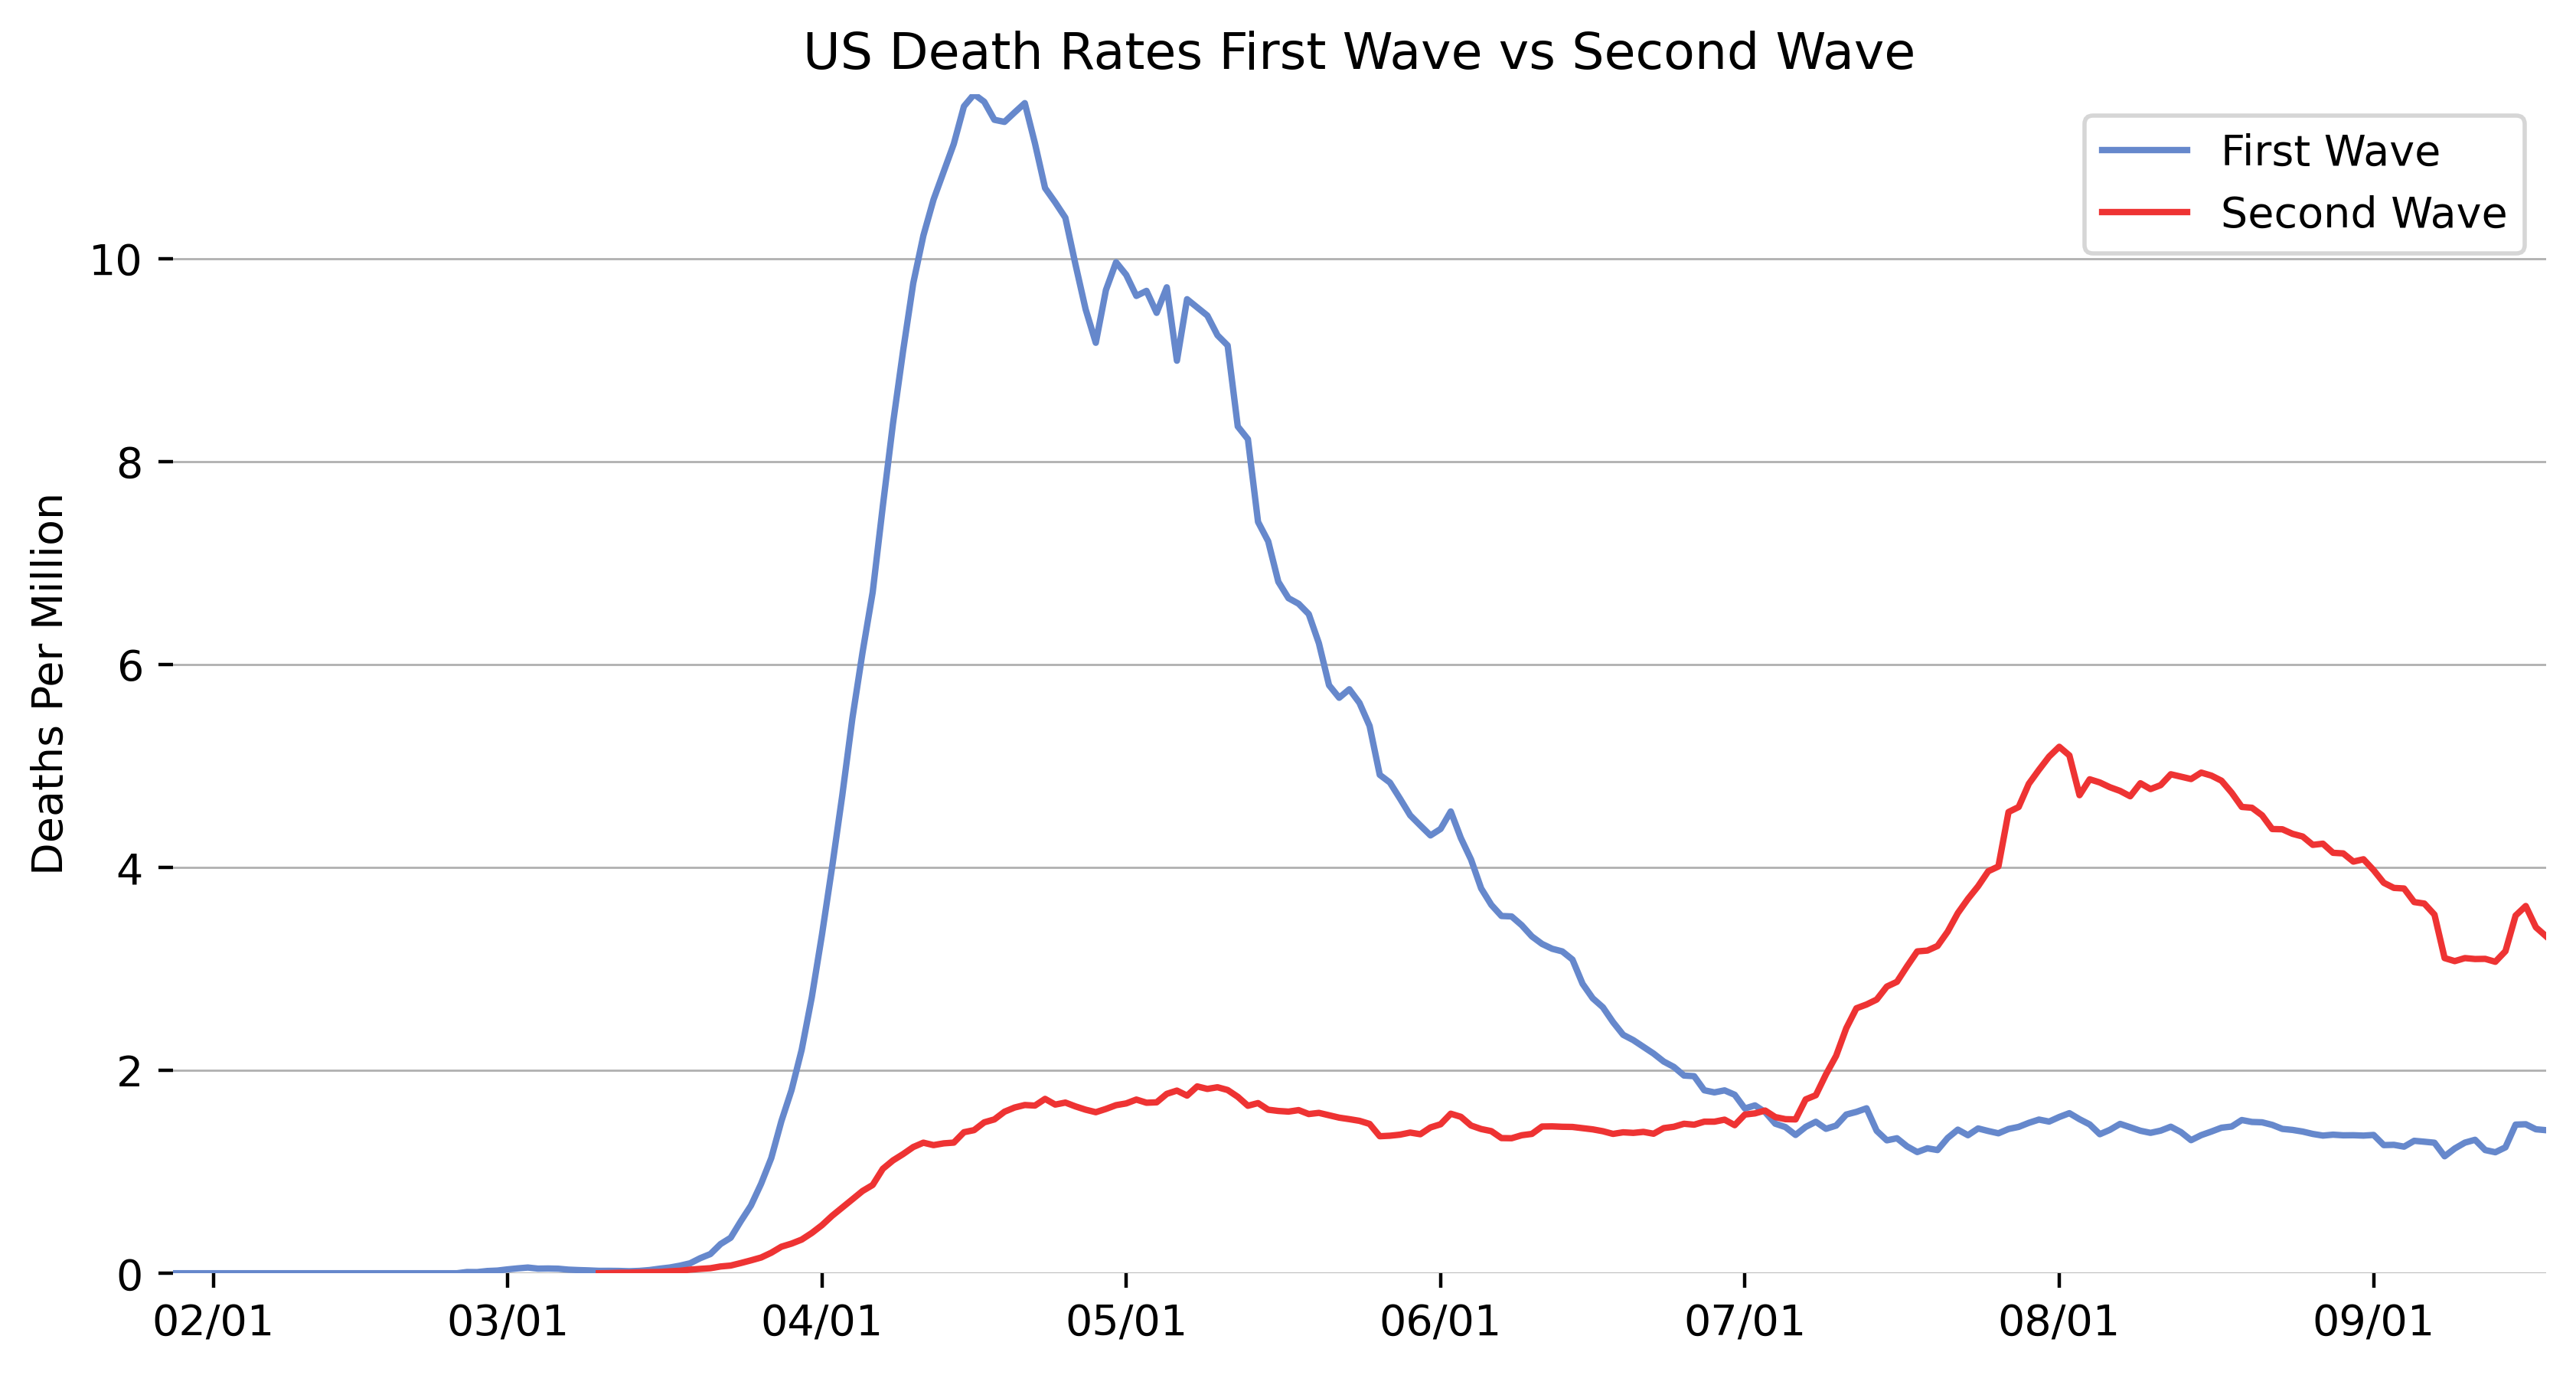 US Death Rates First Wave vs Second Wave
First Wave
Second Wave
Deaths Per Million
10
8
6
4
2
0
02/01 03/01 04/01 05/01 06/01 07/01 08/01 09/01